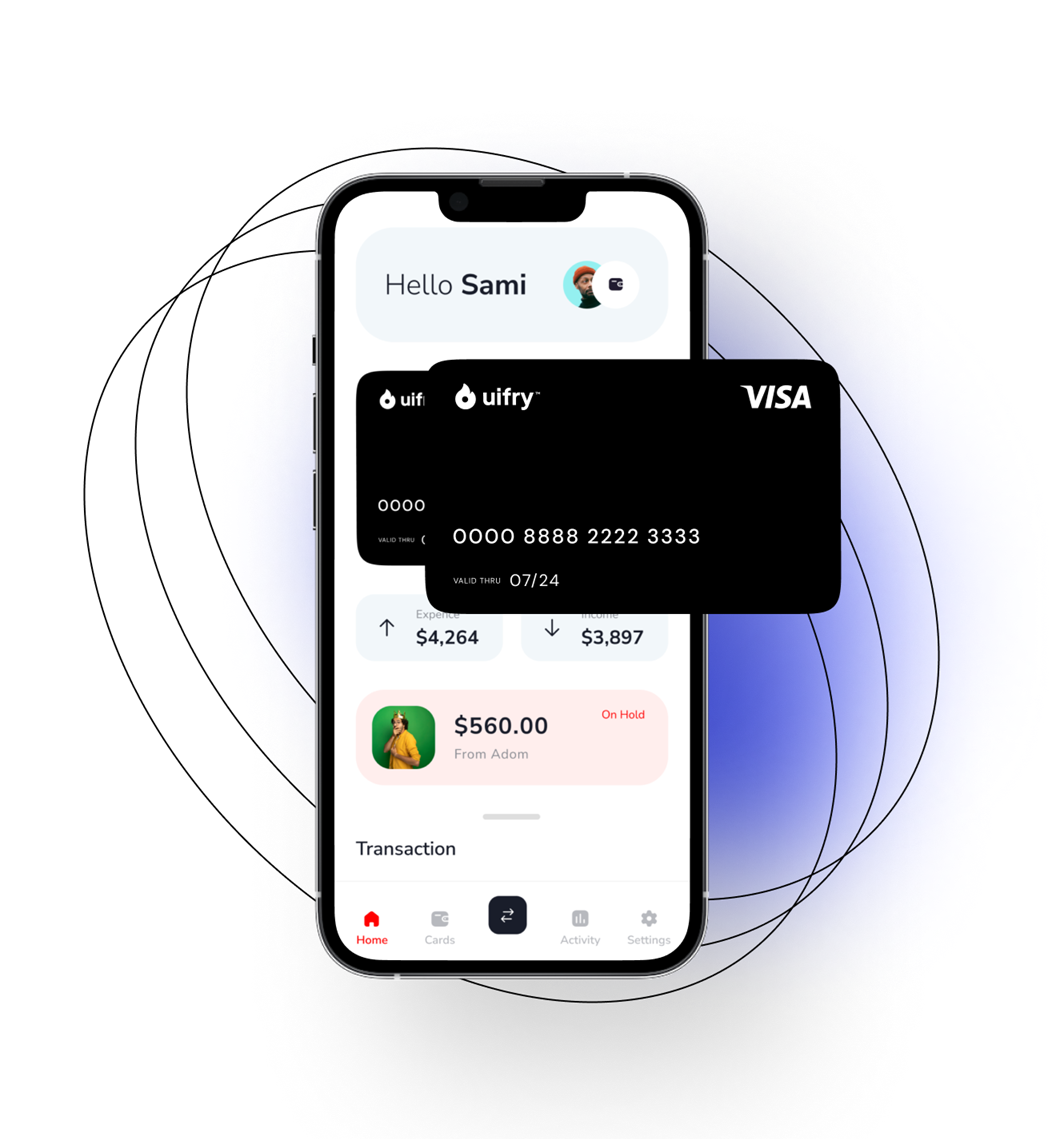 Hello Sami
uifr
uifry™
VISA
0000
0000 8888 2222 3333
VALID THRU
VALID THRU 07/24
Expence
$4,264
Income
$3,897
$560.00
On Hold
From Adom
Transaction
Home
Cards
Activity
Settings